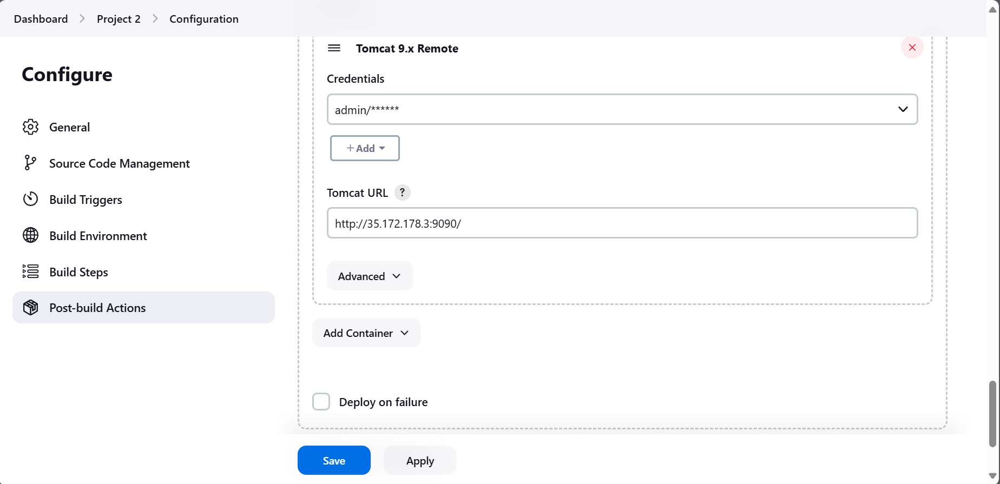 Dashboard > Project 2 > Configuration
Configure
General
Source Code Management
Build Triggers
Build Environment
Build Steps
Post-build Actions
Tomcat 9.x Remote
Credentials
admin/******
+ Add
Tomcat URL ?
http://35.172.178.3:9090/
Advanced
Add Container
Deploy on failure
Save
Apply